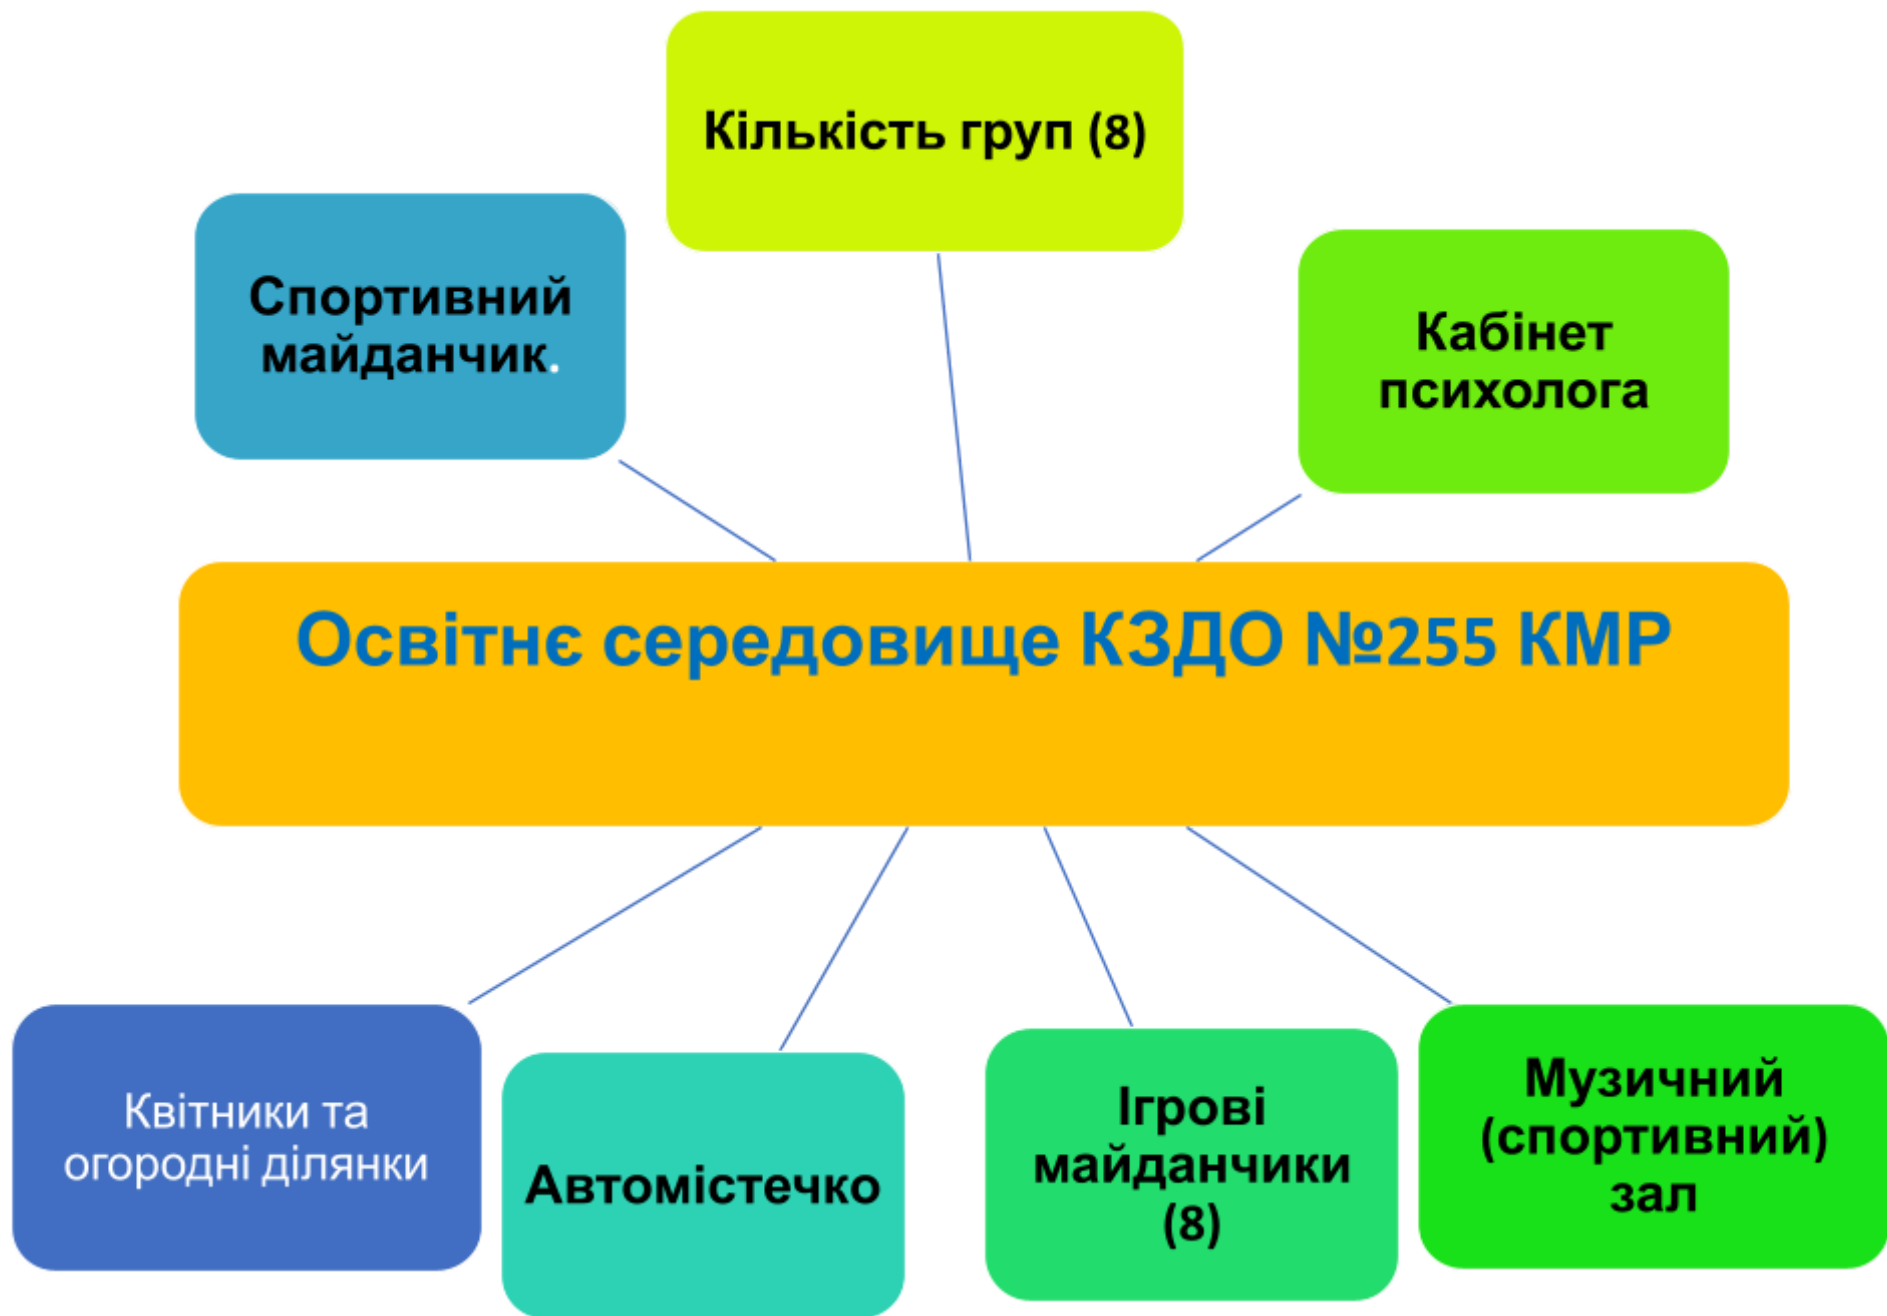 Кількість груп (8)
Спортивний
майданчик.
Кабінет
психолога
Освітнє середовище КЗДО №255 КМР
Квітники та
огородні ділянки
Автомістечко
Ігрові
майданчики
(8)
Музичний
(спортивний)
зал